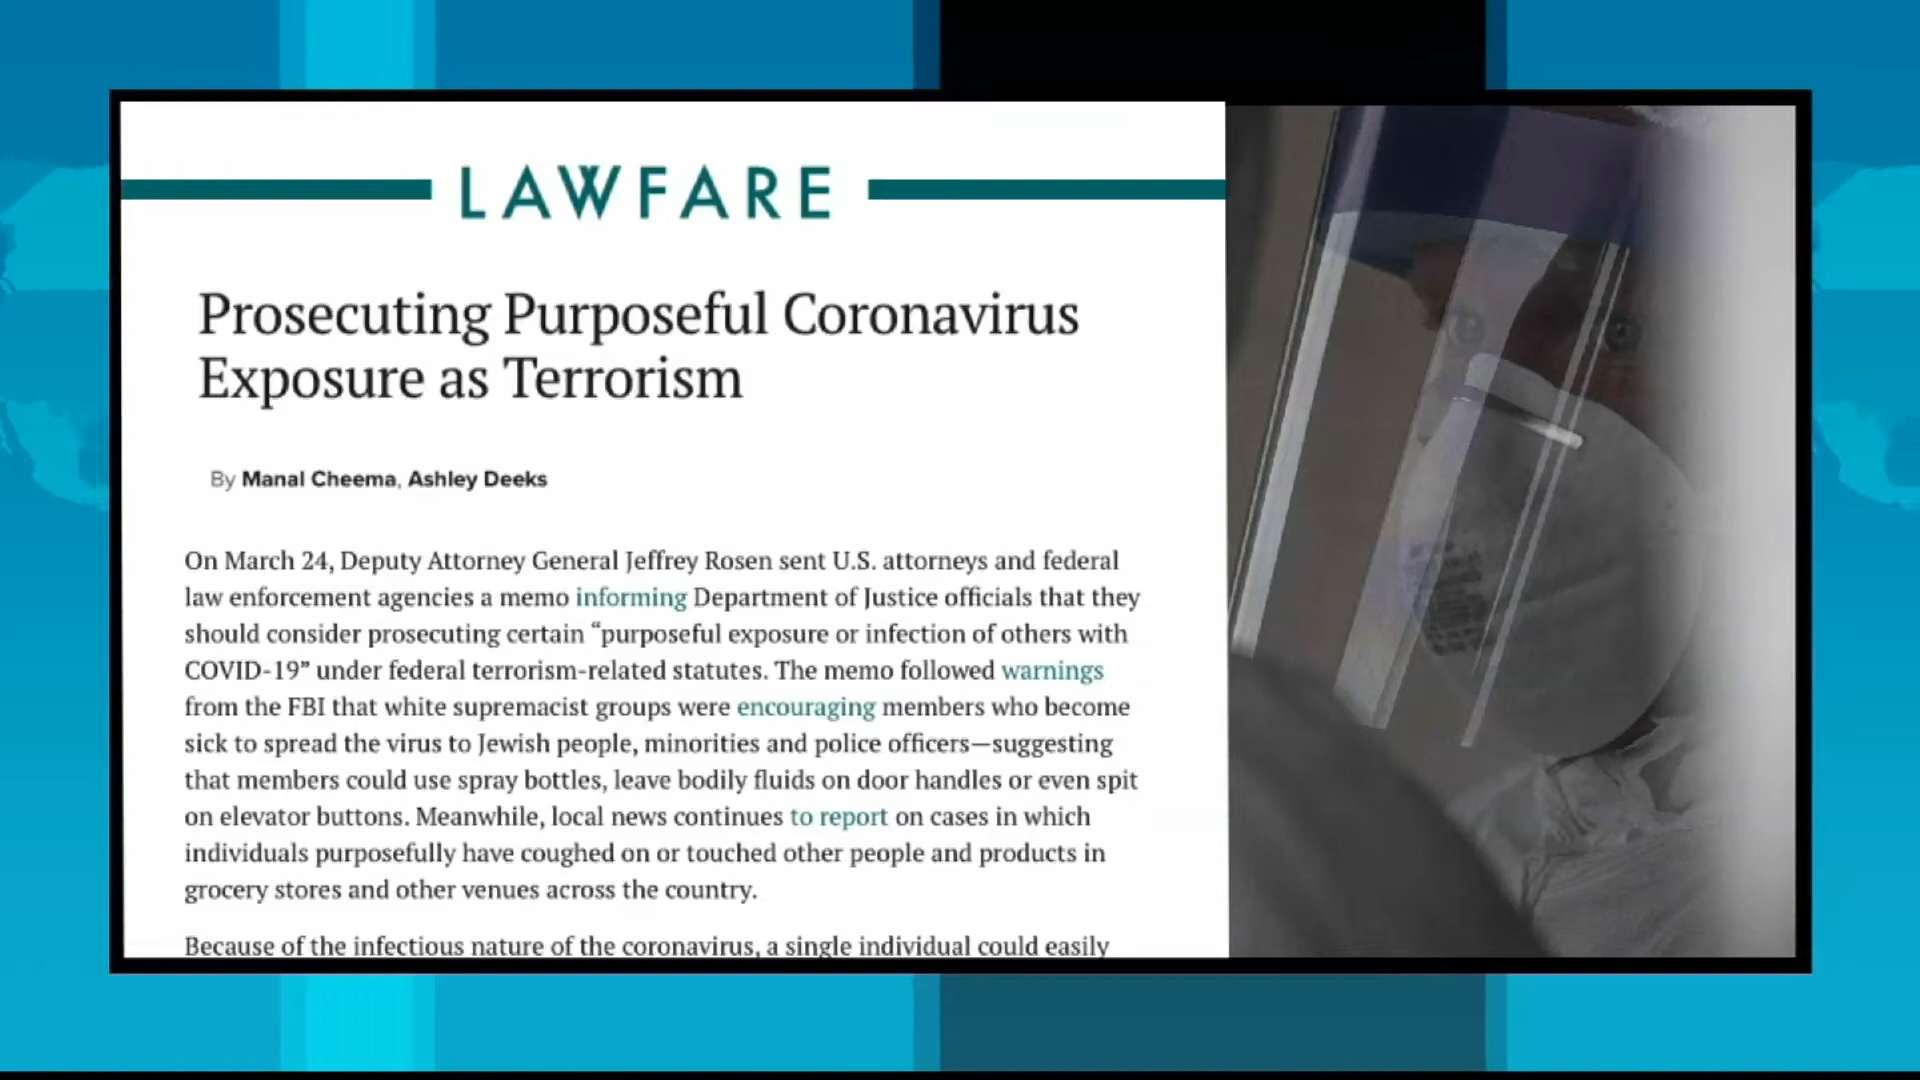 LAWFARE
Prosecuting Purposeful Coronavirus
Exposure as Terrorism
By Manal Cheema, Ashley Deeks
On March 24, Deputy Attorney General Jeffrey Rosen sent U.S. attorneys and federal
law enforcement agencies a memo informing Department of Justice officials that they
should consider prosecuting certain “purposeful exposure or infection of others with
COVID-19” under federal terrorism-related statutes. The memo followed warnings
from the FBI that white supremacist groups were encouraging members who become
sick to spread the virus to Jewish people, minorities and police officers—suggesting
that members could use spray bottles, leave bodily fluids on door handles or even spit
on elevator buttons. Meanwhile, local news continues to report on cases in which
individuals purposefully have coughed on or touched other people and products in
grocery stores and other venues across the country.
Because of the infectious nature of the coronavirus, a single individual could easily